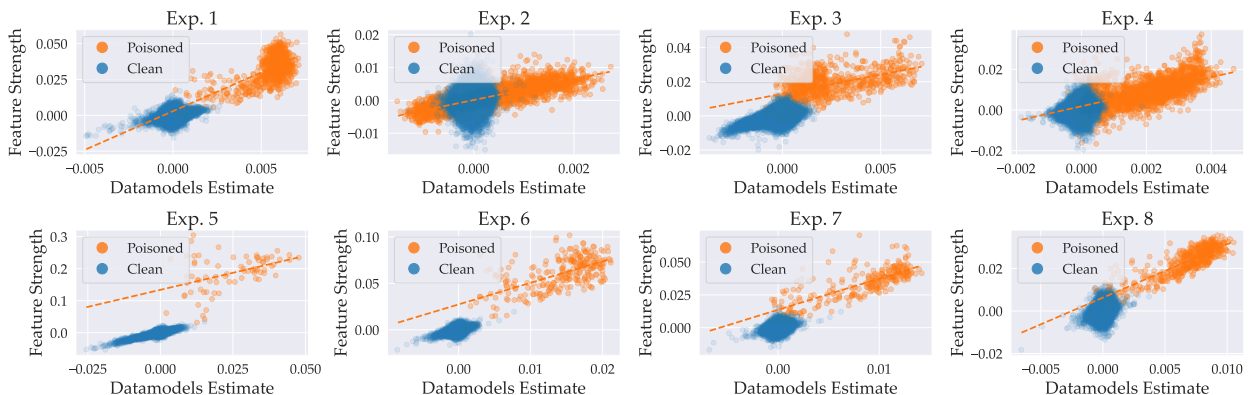 Exp. 1
Feature Strength
0.050
0.025
0.000
−0.025
Poisoned
Clean
−0.005
0.000
0.005
Datamodels Estimate
Exp. 2
Feature Strength
0.02
0.01
0.00
−0.01
Poisoned
Clean
0.000
0.002
Datamodels Estimate
Exp. 3
Feature Strength
0.04
0.02
0.00
−0.02
Poisoned
Clean
0.000
0.005
Datamodels Estimate
Exp. 4
Feature Strength
0.02
0.00
−0.02
Poisoned
Clean
−0.002
0.000
0.002
0.004
Datamodels Estimate
Exp. 5
Feature Strength
0.3
0.2
0.1
0.0
Poisoned
Clean
−0.025
0.000
0.025
0.050
Datamodels Estimate
Exp. 6
Feature Strength
0.10
0.05
0.00
Poisoned
Clean
0.00
0.01
0.02
Datamodels Estimate
Exp. 7
Feature Strength
0.050
0.025
0.000
Poisoned
Clean
0.00
0.01
Datamodels Estimate
Exp. 8
Feature Strength
0.02
0.00
−0.02
Poisoned
Clean
−0.005
0.000
0.005
0.010
Datamodels Estimate